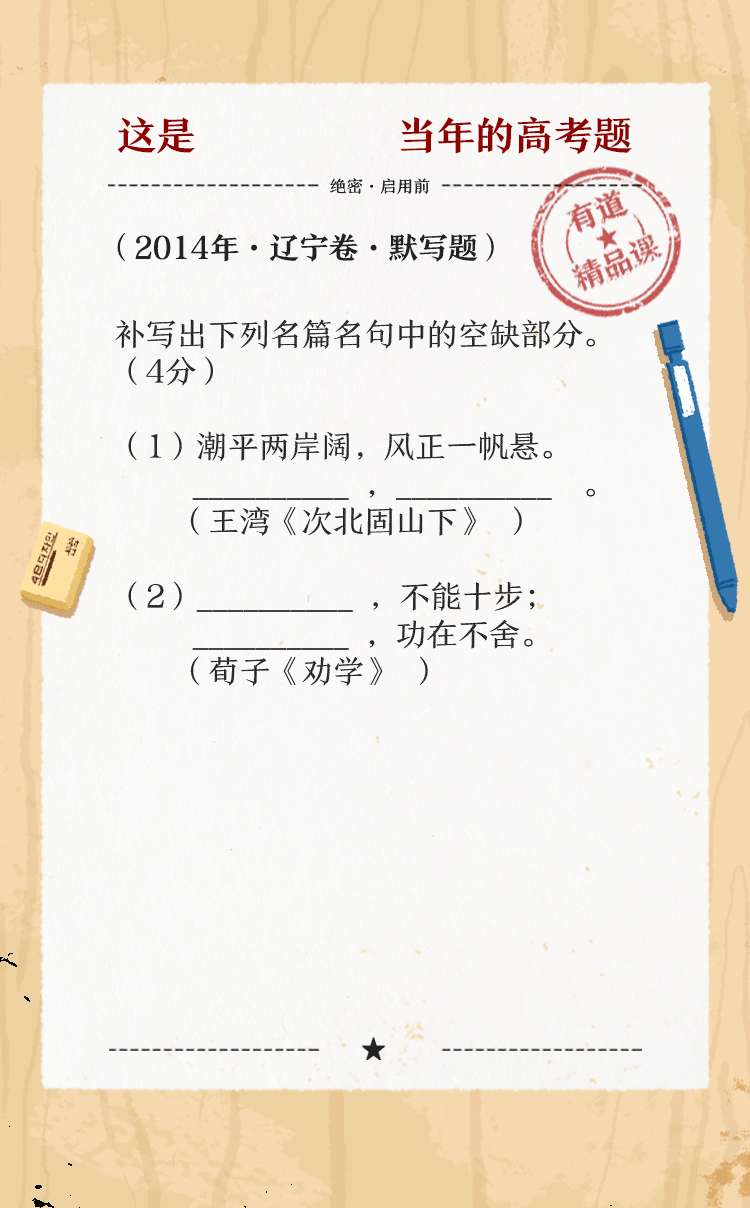 这是 当年的高考题
绝密·启用前
有道
精品课
（2014年·辽宁卷·默写题）
补写出下列名篇名句中的空缺部分。
（4分）
（1）潮平两岸阔，风正一帆悬。
__________ ，__________ 。
（王湾《次北固山下》 ）
（2）__________ ，不能十步；
__________ ，功在不舍。
（荀子《劝学》 ）